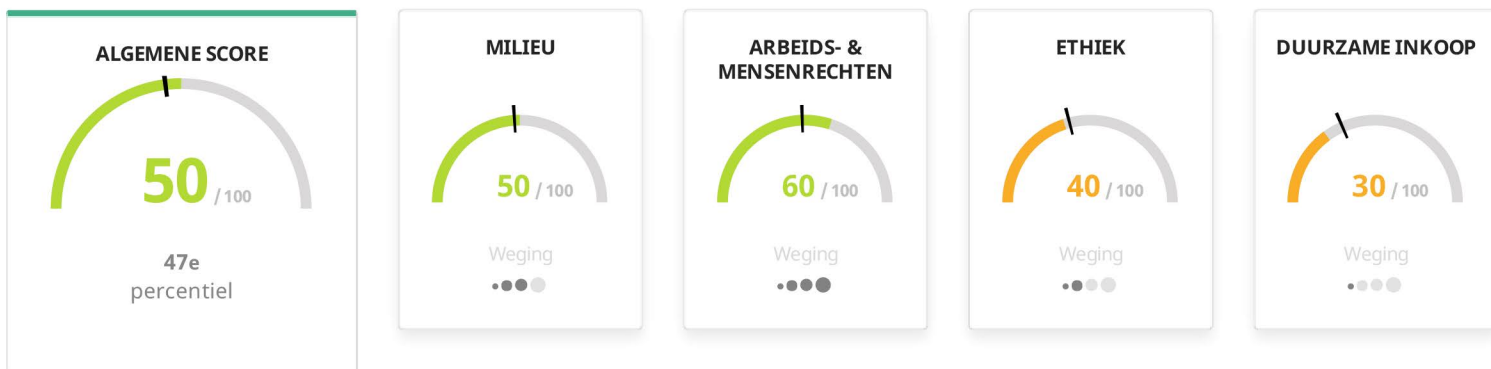 ALGEMENE SCORE
50 / 100
47e
percentiel
MILIEU
50 / 100
Weging
ARBEIDS- &
MENSENRECHTEN
60 / 100
Weging
ETHIEK
40 / 100
Weging
DUURZAME INKOOP
30 / 100
Weging